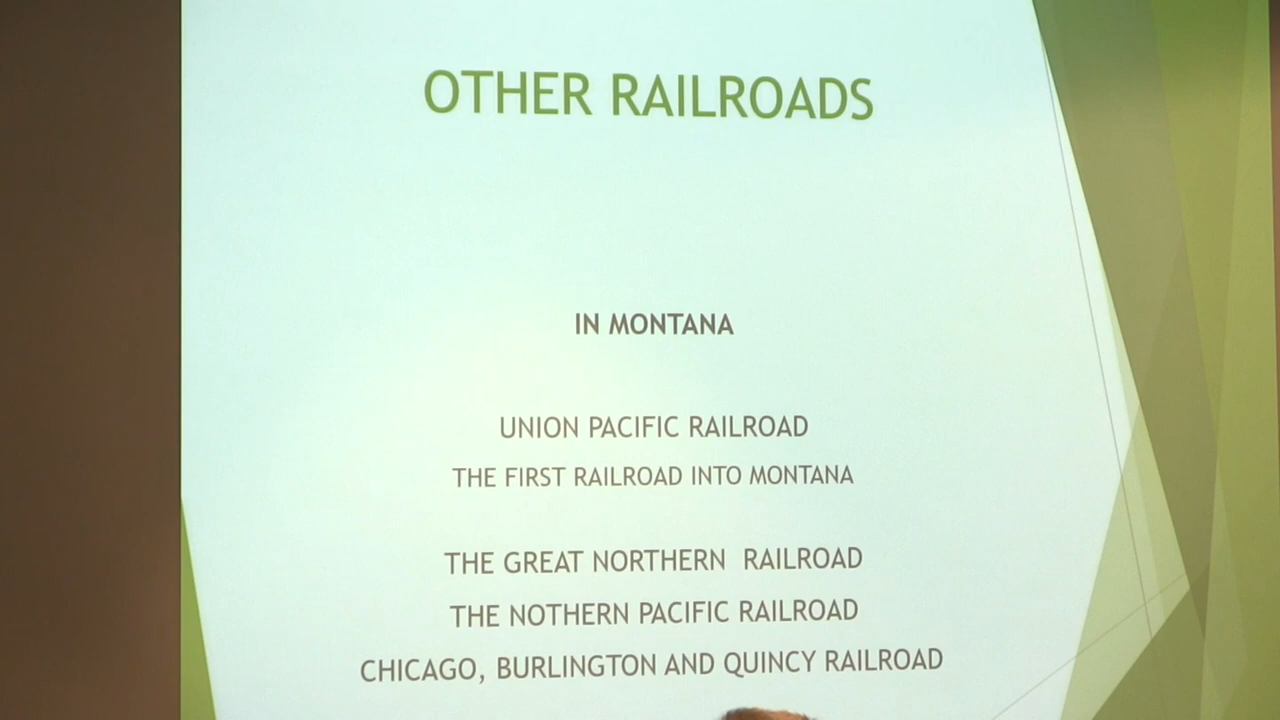 OTHER RAILROADS
IN MONTANA
UNION PACIFIC RAILROAD
THE FIRST RAILROAD INTO MONTANA
THE GREAT NORTHERN RAILROAD
THE NOTHERN PACIFIC RAILROAD
CHICAGO, BURLINGTON AND QUINCY RAILROAD